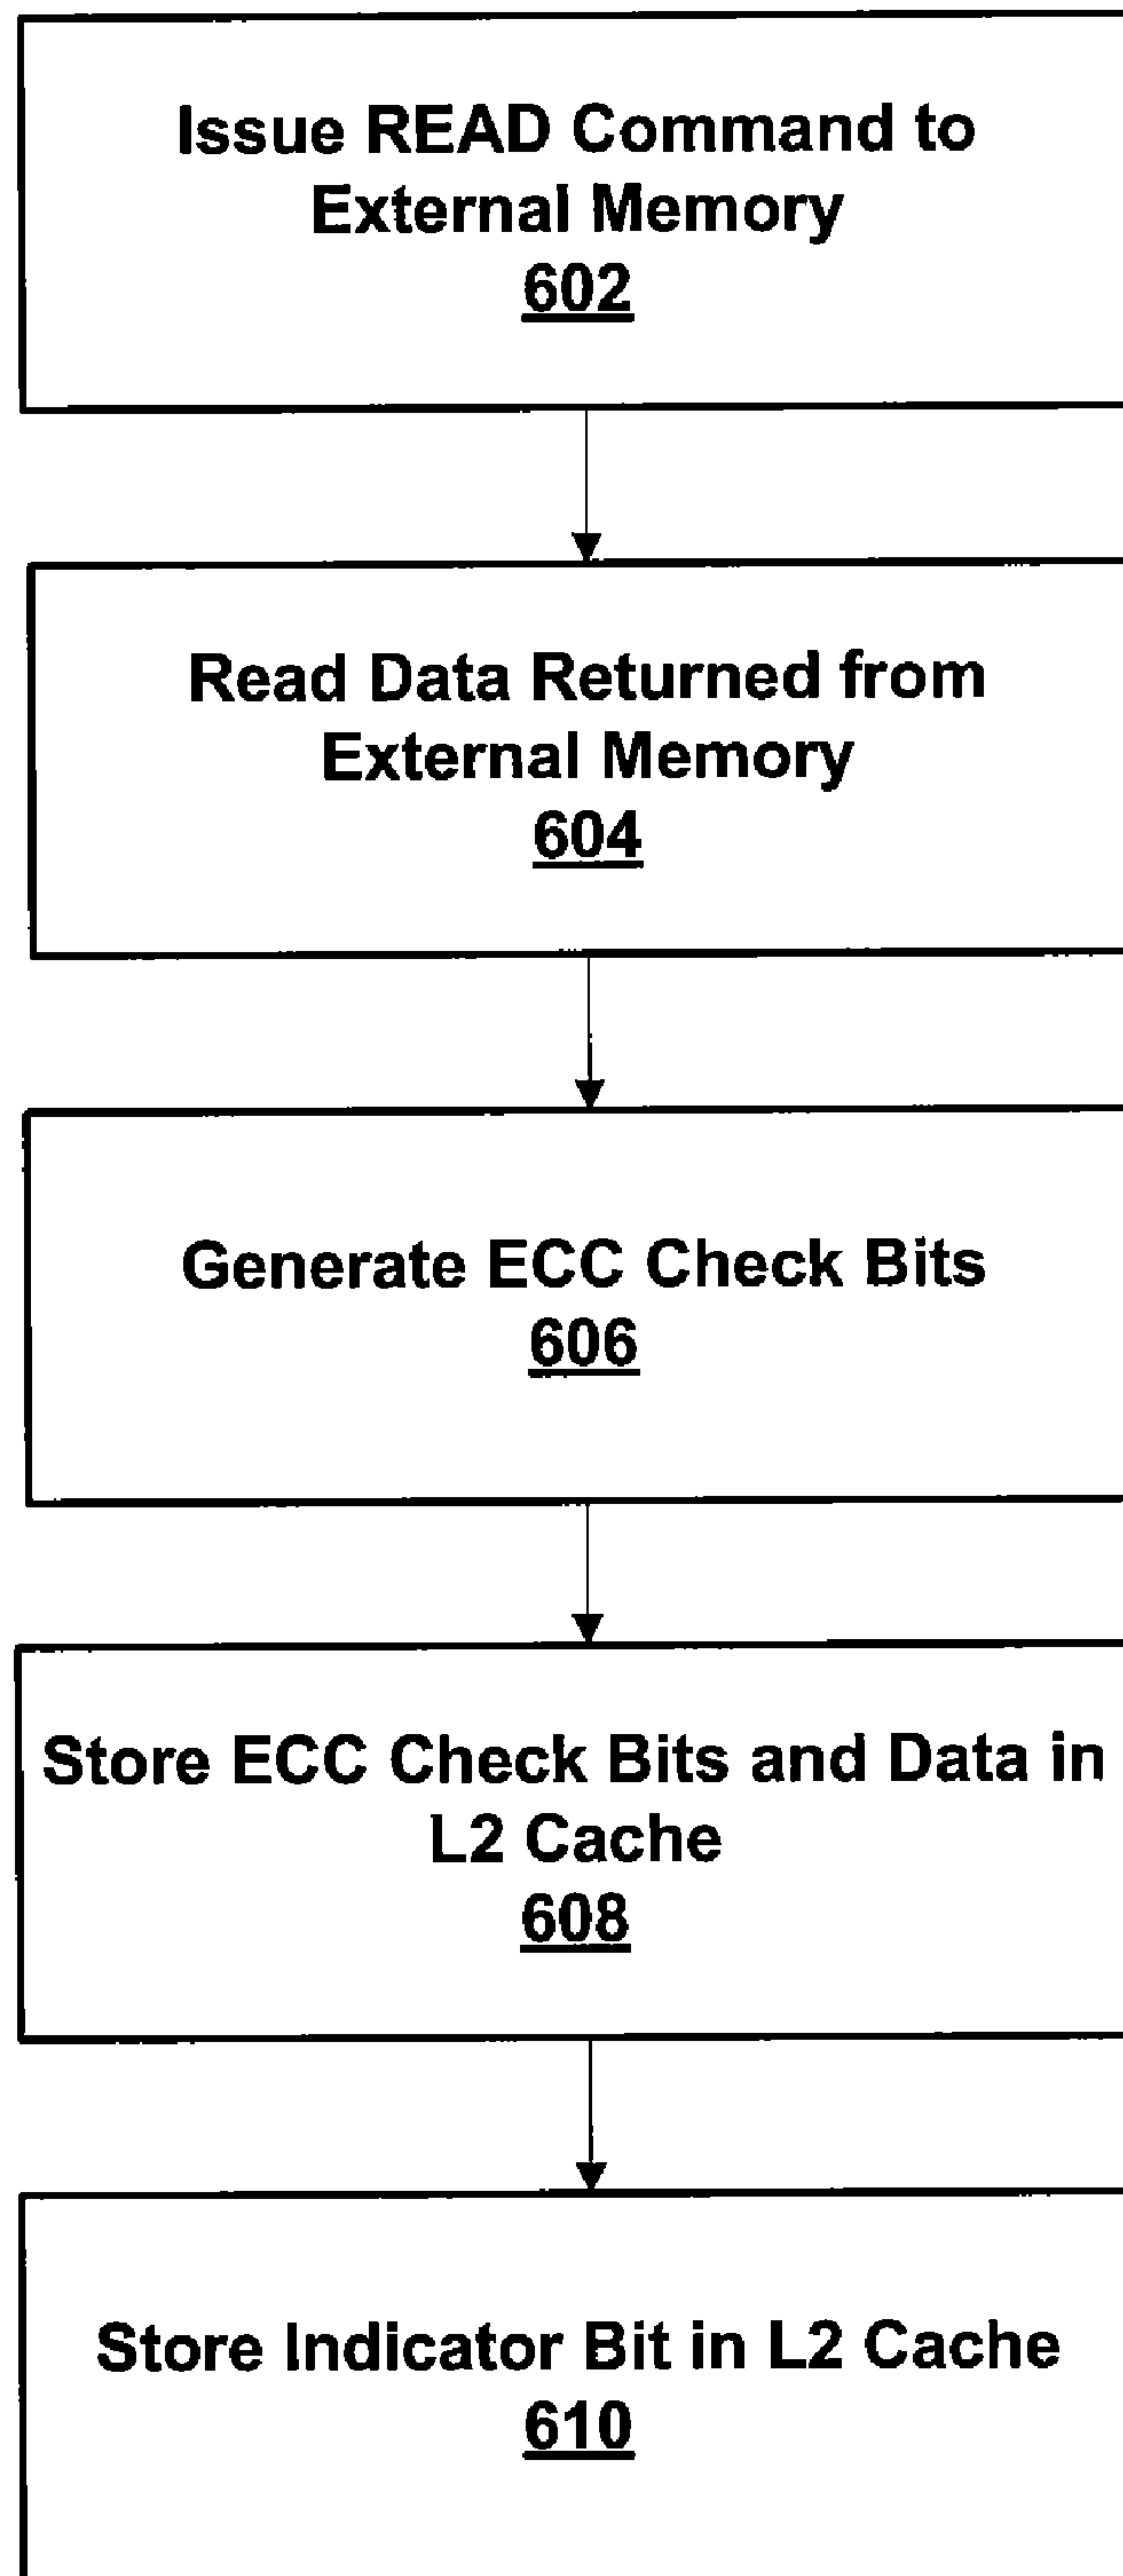 Issue READ Command to
External Memory
602
Read Data Returned from
External Memory
604
Generate ECC Check Bits
606
Store ECC Check Bits and Data in
L2 Cache
608
Store Indicator Bit in L2 Cache
610